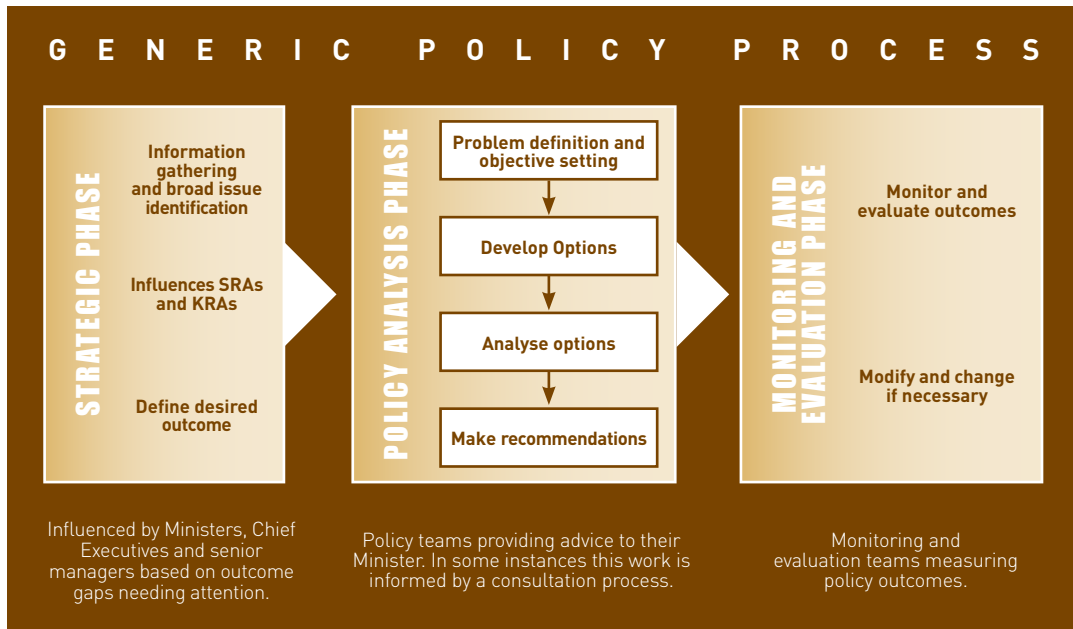 GENERIC POLICY PROCESS
STRATEGIC PHASE
Information
gathering
and broad issue
identification
Influences SRAs
and KRAs
Define desired
outcome
Influenced by Ministers, Chief
Executives and senior
managers based on outcome
gaps needing attention.
POLICY ANALYSIS PHASE
Problem definition and
objective setting
Develop Options
Analyse options
Make recommendations
Policy teams providing advice to their
Minister. In some instances this work is
informed by a consultation process.
MONITORING AND
EVALUATION PHASE
Monitor and
evaluate outcomes
Modify and change
if necessary
Monitoring and
evaluation teams measuring
policy outcomes.